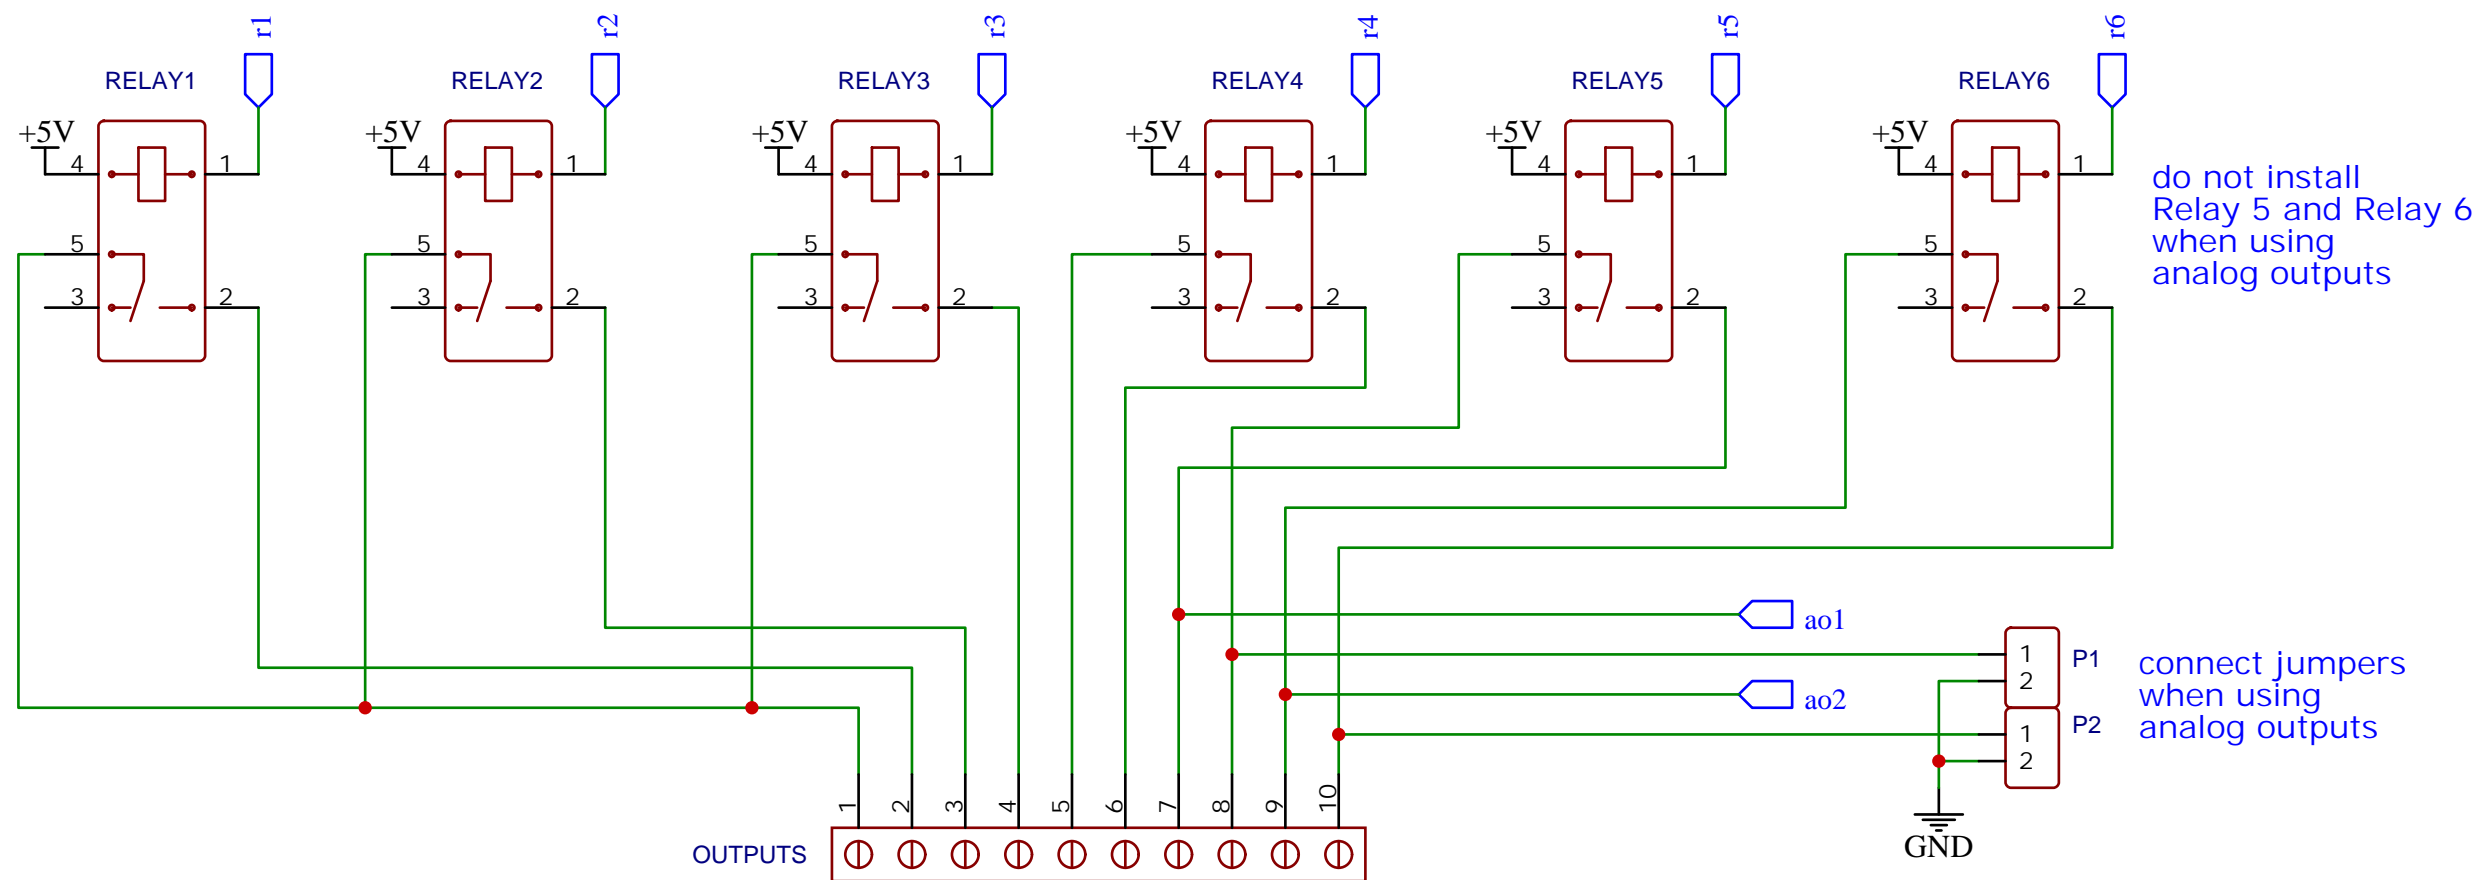 r1
r2
r3
r4
r5
r6
RELAY1
RELAY2
RELAY3
RELAY4
RELAY5
RELAY6
+5V
+5V
+5V
+5V
+5V
+5V
4 1
4 1
4 1
4 1
4 1
4 1
do not install
Relay 5 and Relay 6
when using
analog outputs
5
5
5
5
5
5
3 2
3 2
3 2
3 2
3 2
3 2
ao1
1
2
P1
connect jumpers
when using
analog outputs
ao2
1
2
P2
1
2
3
4
5
6
7
8
9
10
OUTPUTS
GND